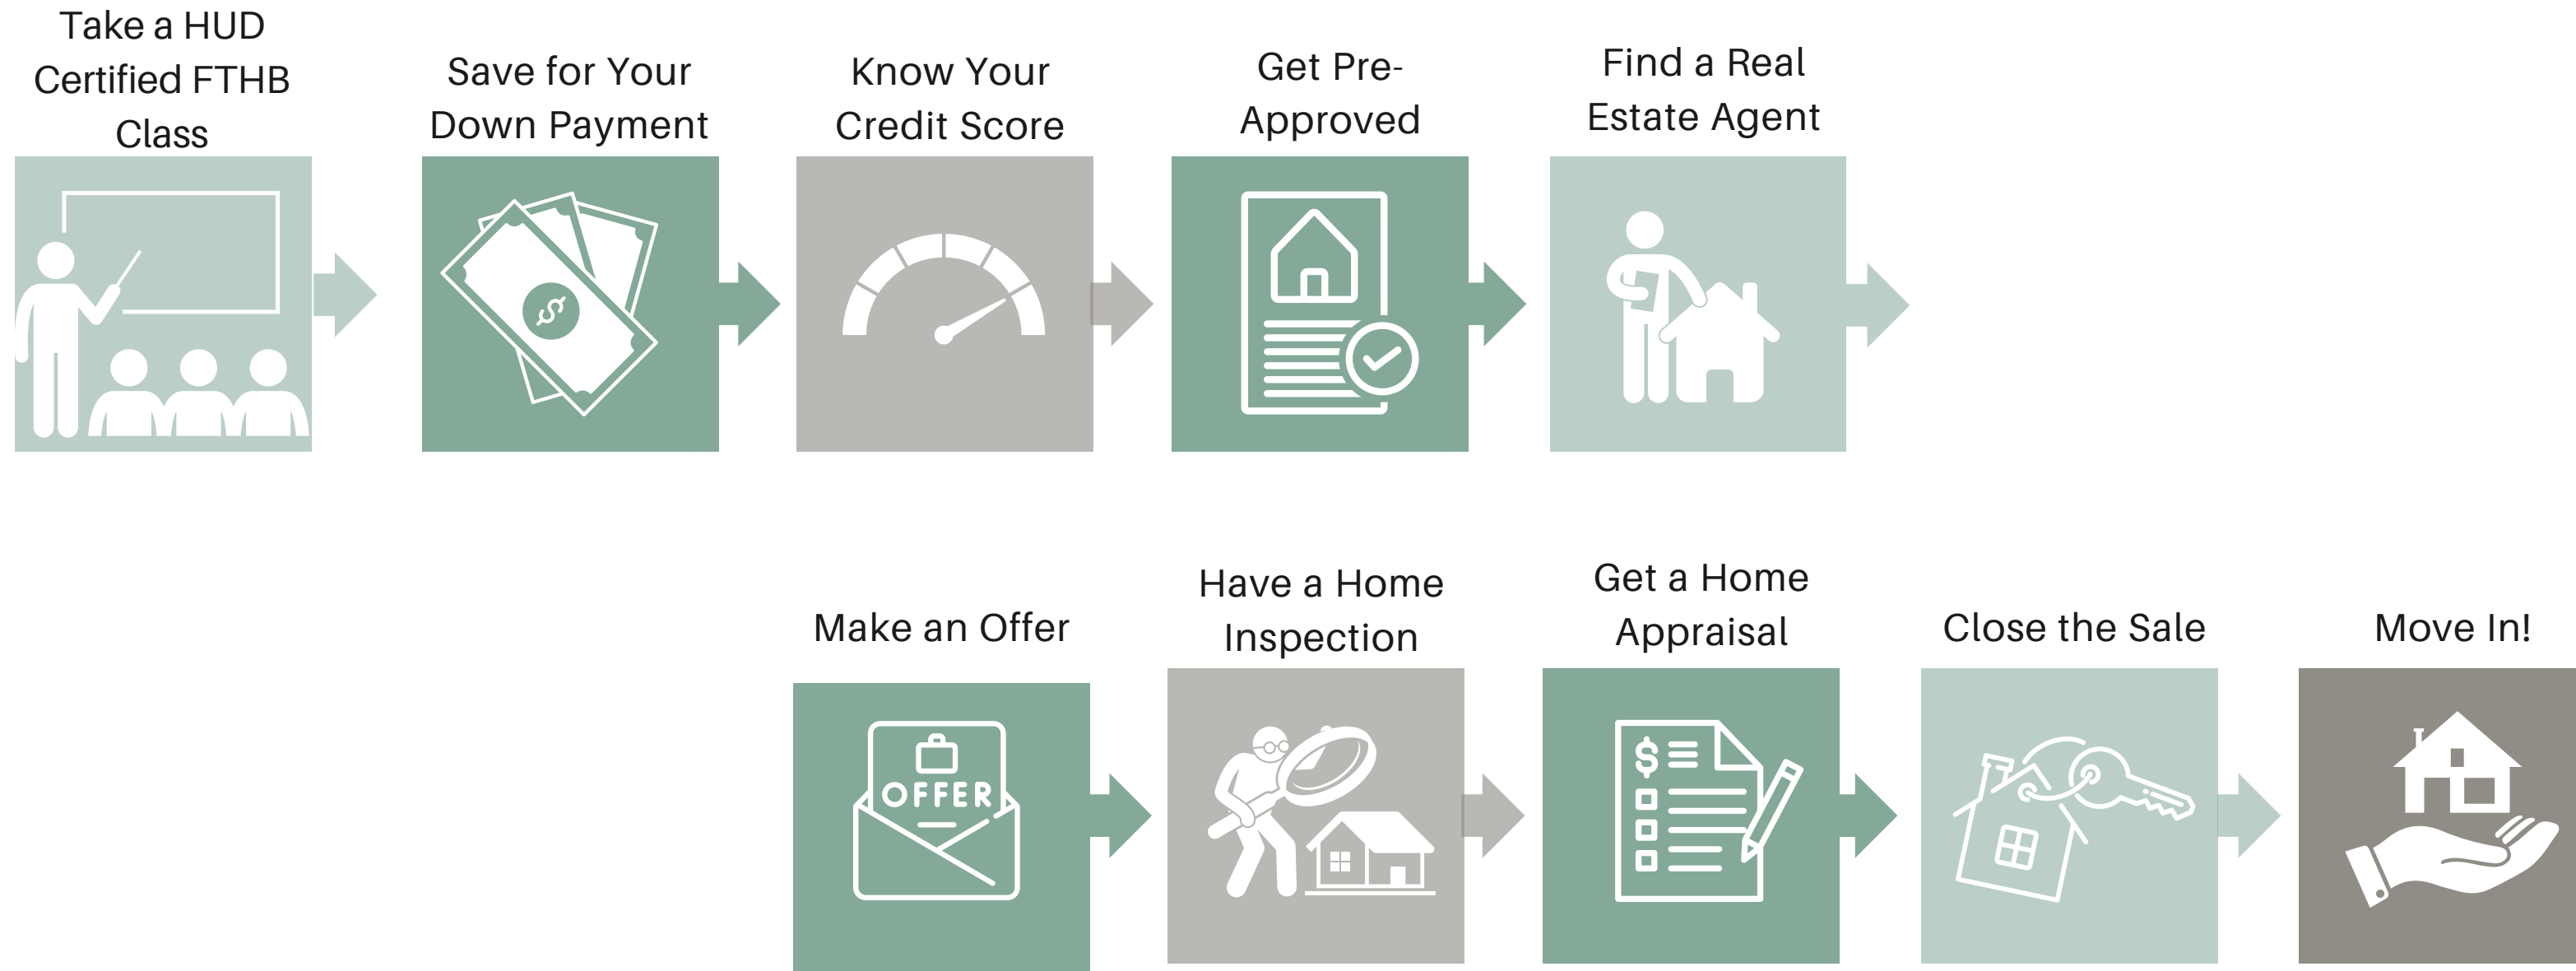 Take a HUD
Certified FTHB
Class
Save for Your
Down Payment
Know Your
Credit Score
Get Pre-
Approved
Find a Real
Estate Agent
Make an Offer
OFFER
Have a Home
Inspection
Get a Home
Appraisal
$
Close the Sale
Move In!